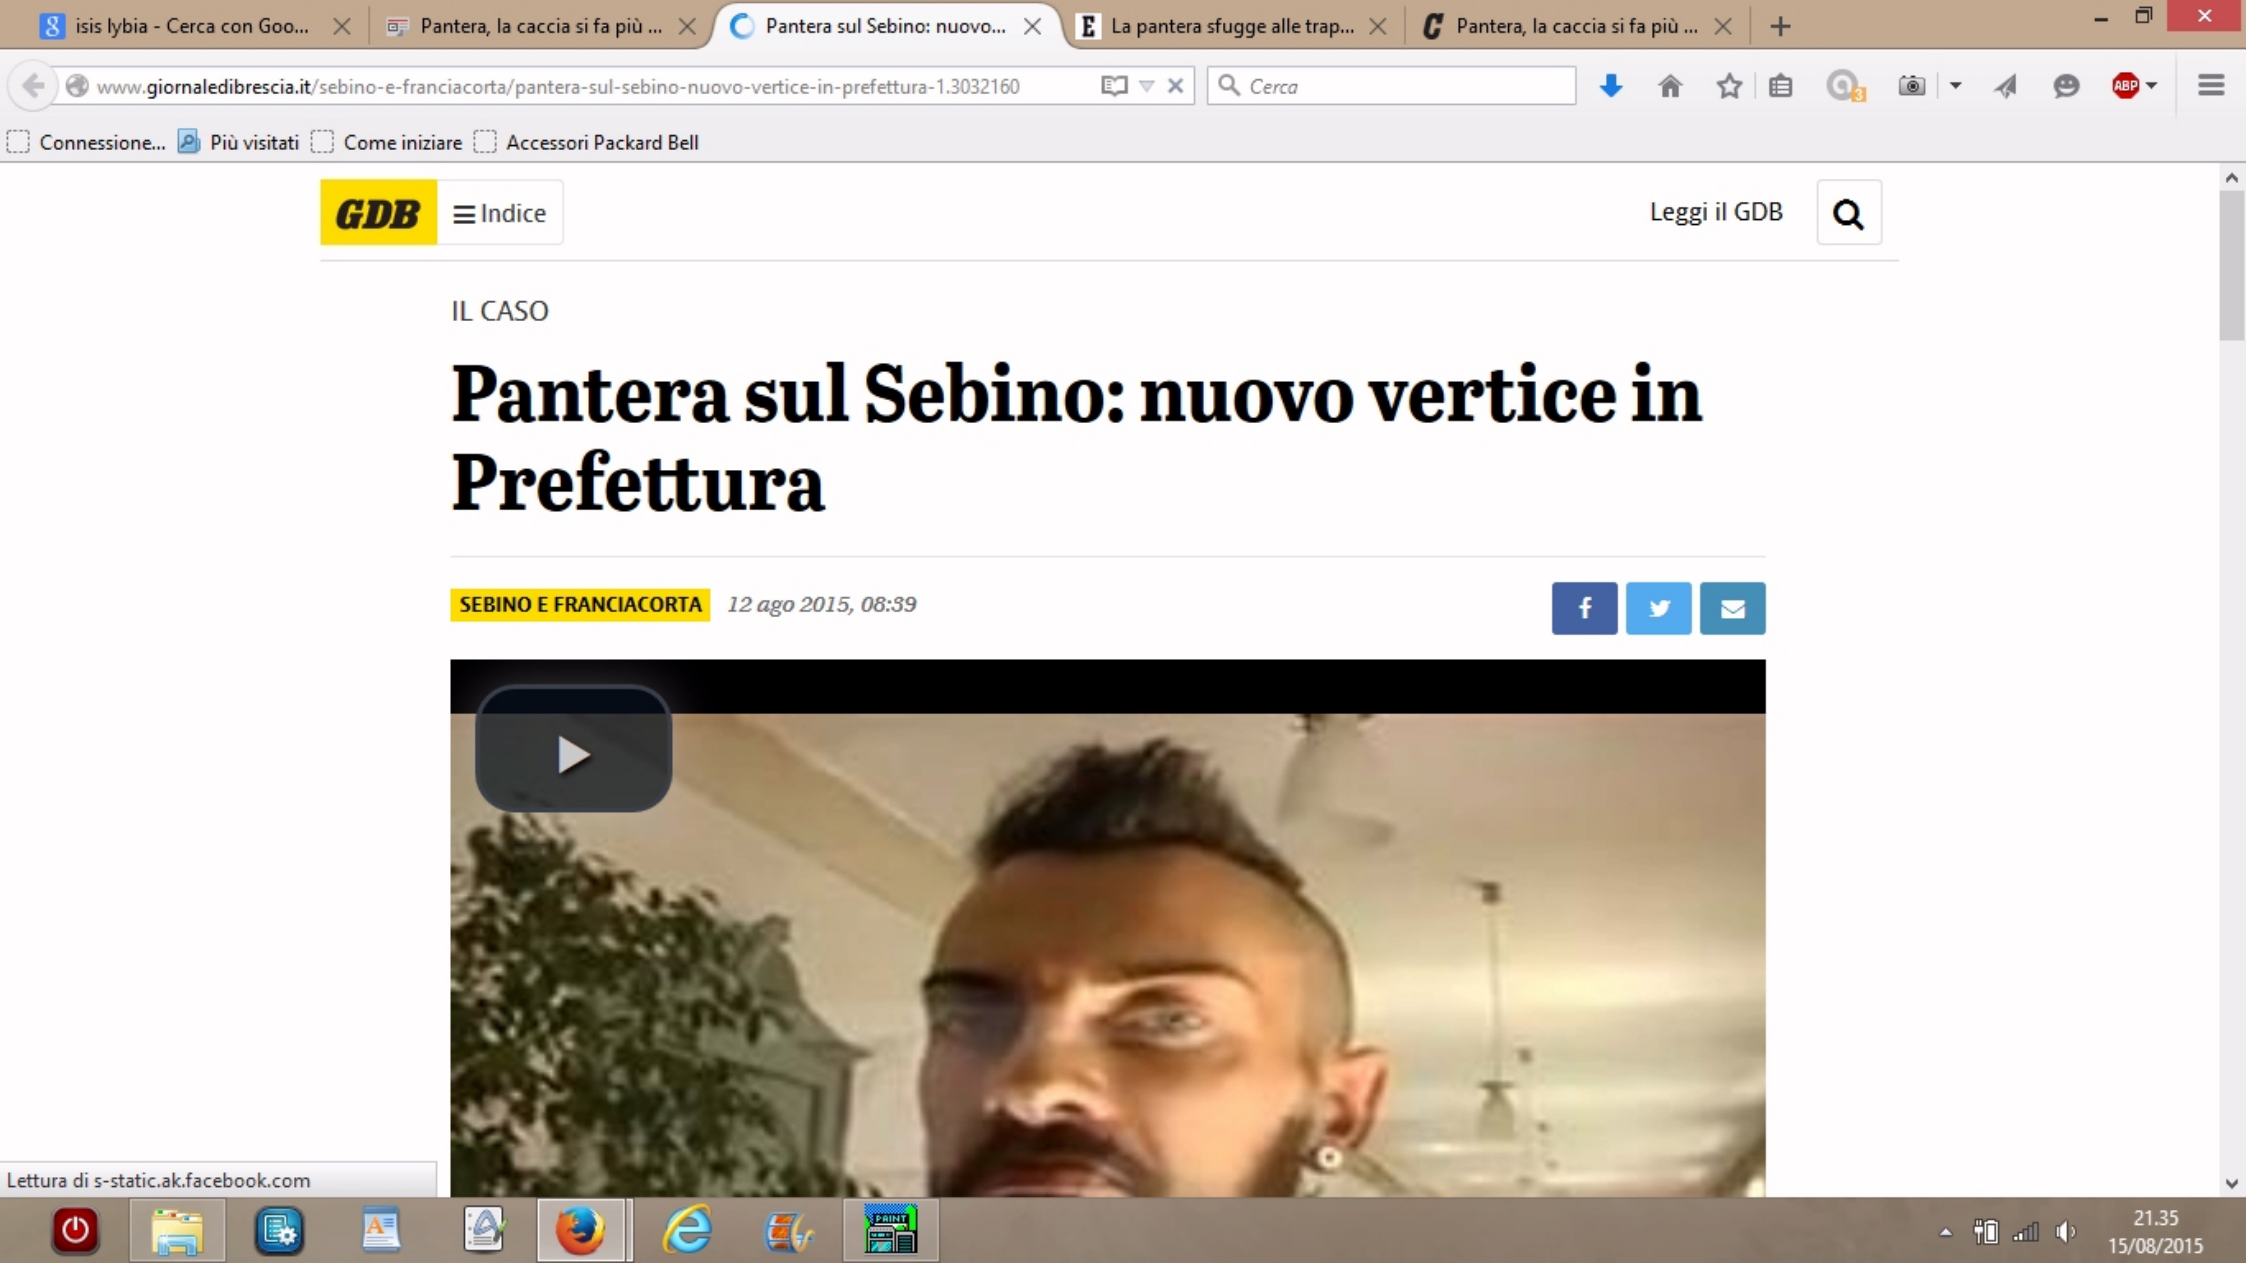 isis lybia - Cerca con Goo...
Pantera, la caccia si fa più ...
Pantera sul Sebino: nuovo...
La pantera sfugge alle trap...
Pantera, la caccia si fa più ...
www.giornaledibrescia.it/sebino-e-franciacorta/pantera-sul-sebino-nuovo-vertice-in-prefettura-1.3032160
Cerca
3
ABP
Connessione...
Più visitati
Come iniziare
Accessori Packard Bell
GDB
Indice
Leggi il GDB
IL CASO
Pantera sul Sebino: nuovo vertice in
Prefettura
SEBINO E FRANCIACORTA
12 ago 2015, 08:39
Lettura di s-static.ak.facebook.com
PAINT
21.35
15/08/2015